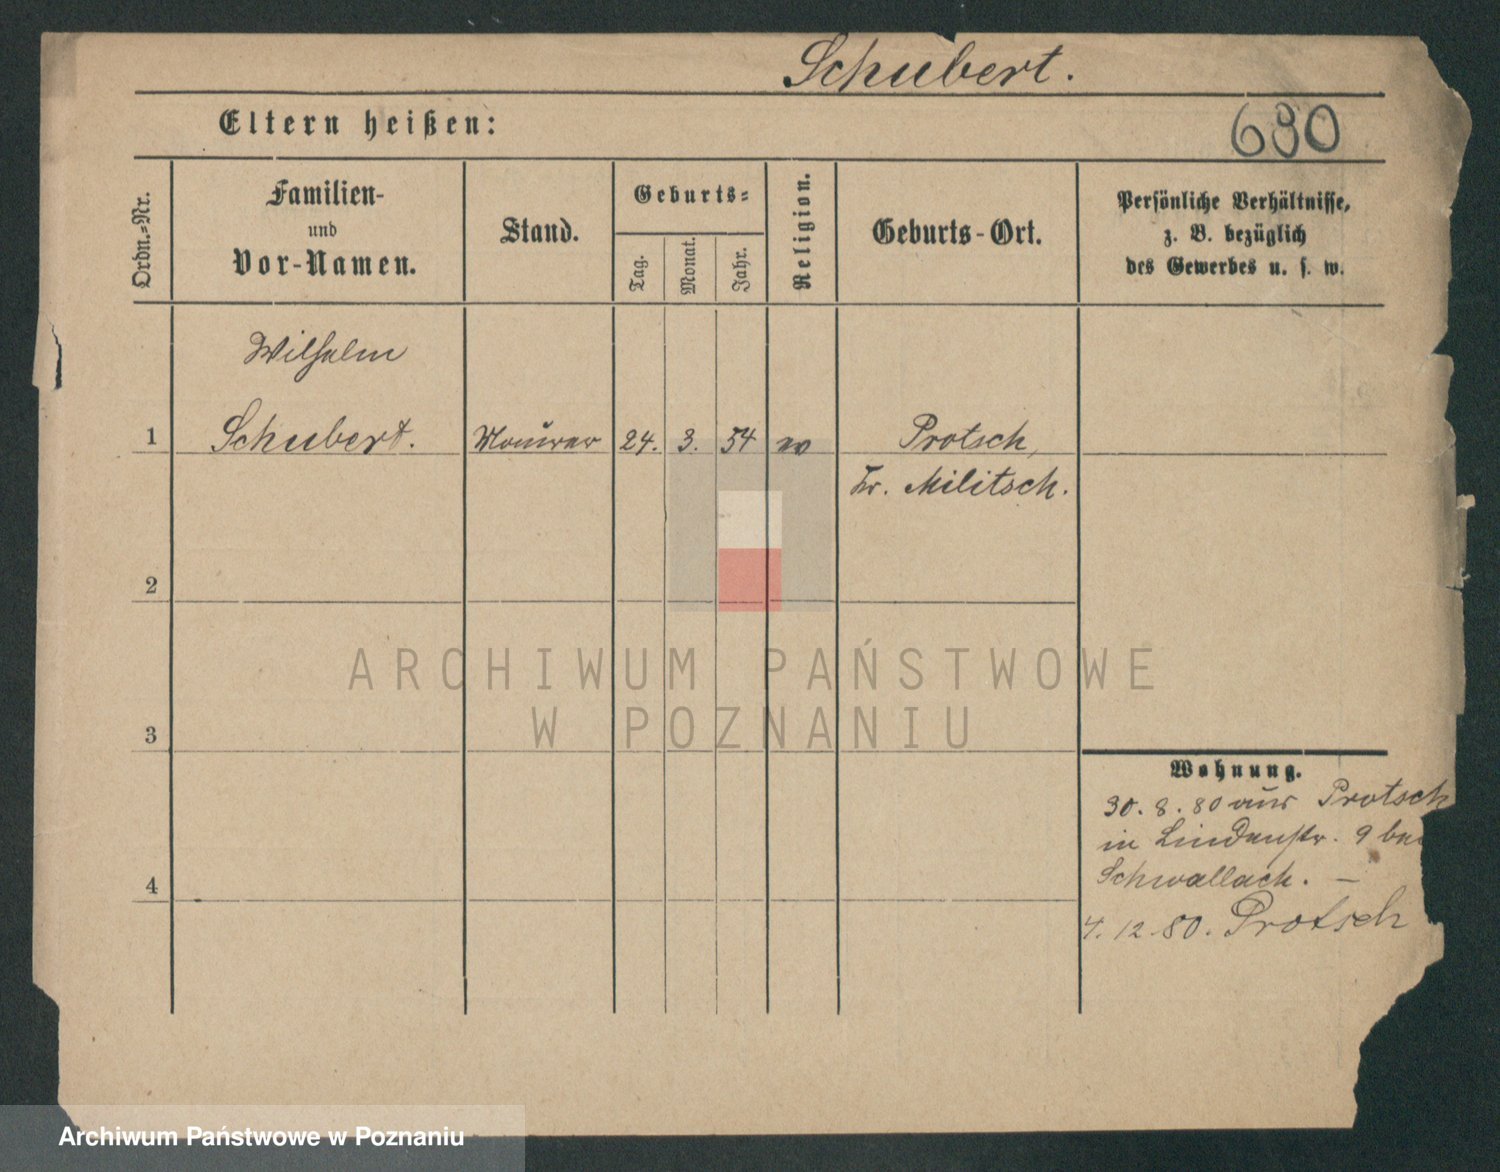 Schubert.
Eltern heißen:
680
Ordn.=Nr.
Familien-
und
Vor-Namen.
Stand.
Geburts=
Tag.
Monat.
Jahr.
Religion.
Geburts-Ort.
Persönliche Verhältnisse,
z. B. bezüglich
des Gewerbes u. s. w.
Wilhelm
1 Schubert. Maurer 24. 3. 54 ev Protsch,
Kr. Militsch.
2
3
4
Wohnung.
30. 8. 80 aus Protsch
in Lindenstr. 9 bei
Schwallach. —
4. 12. 80. Protsch
ARCHIWUM PAŃSTWOWE
W POZNANIU
Archiwum Państwowe w Poznaniu